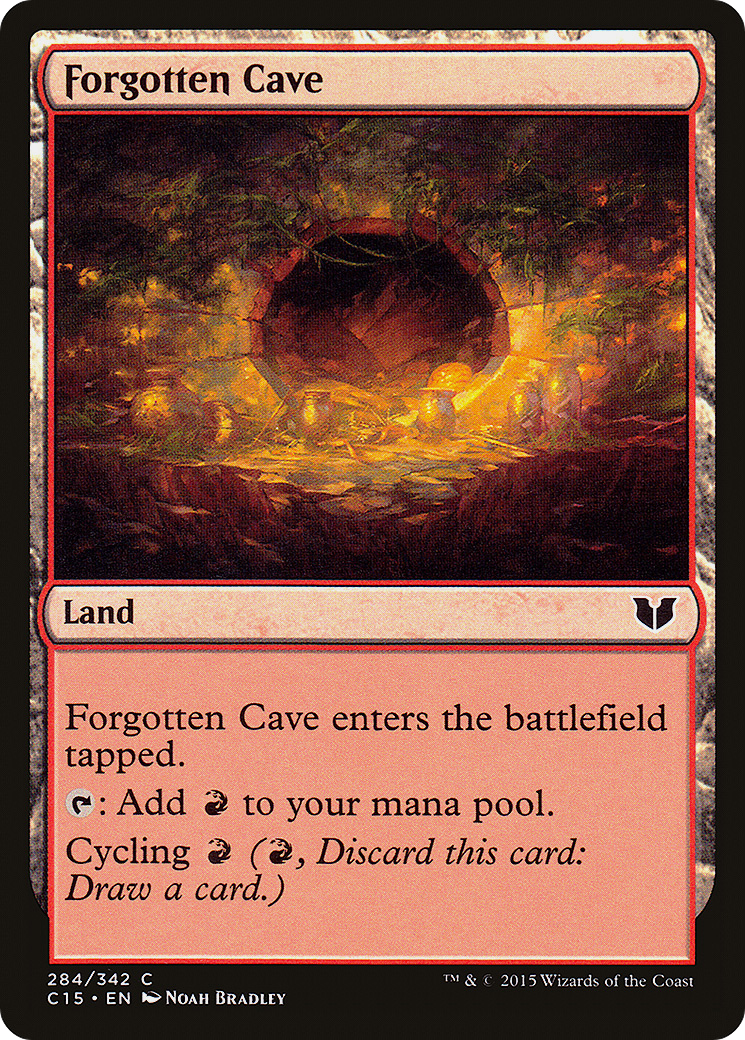 Forgotten Cave
Land
Forgotten Cave enters the battlefield
tapped.
: Add to your mana pool.
Cycling (, Discard this card:
Draw a card.)
284/342 C
C15 • EN NOAH BRADLEY
™ & © 2015 Wizards of the Coast